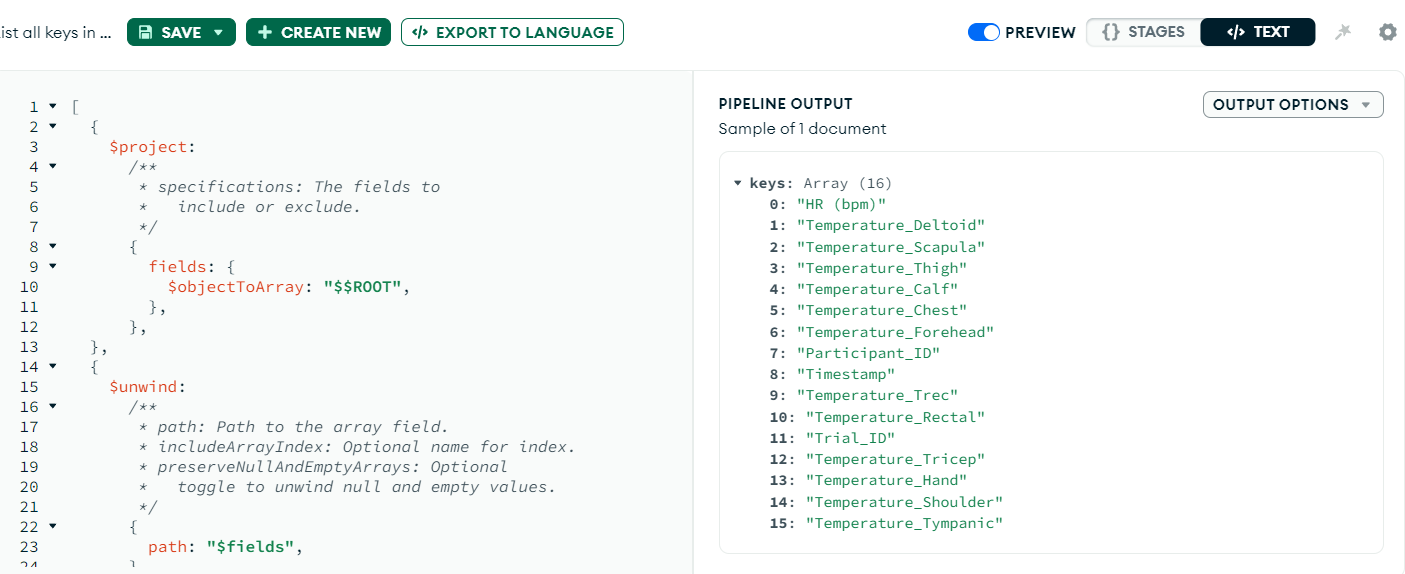 ist all keys in ...
SAVE
CREATE NEW
</> EXPORT TO LANGUAGE
PREVIEW
{} STAGES
</> TEXT
1 [
2 {
3 $project:
4 /**
5 * specifications: The fields to
6 *   include or exclude.
7 */
8 {
9 fields: {
10 $objectToArray: "$$ROOT",
11 },
12 },
13 },
14 {
15 $unwind:
16 /**
17 * path: Path to the array field.
18 * includeArrayIndex: Optional name for index.
19 * preserveNullAndEmptyArrays: Optional
20 *   toggle to unwind null and empty values.
21 */
22 {
23 path: "$fields",
24 }
PIPELINE OUTPUT
OUTPUT OPTIONS
Sample of 1 document
keys: Array (16)
0: "HR (bpm)"
1: "Temperature_Deltoid"
2: "Temperature_Scapula"
3: "Temperature_Thigh"
4: "Temperature_Calf"
5: "Temperature_Chest"
6: "Temperature_Forehead"
7: "Participant_ID"
8: "Timestamp"
9: "Temperature_Trec"
10: "Temperature_Rectal"
11: "Trial_ID"
12: "Temperature_Tricep"
13: "Temperature_Hand"
14: "Temperature_Shoulder"
15: "Temperature_Tympanic"